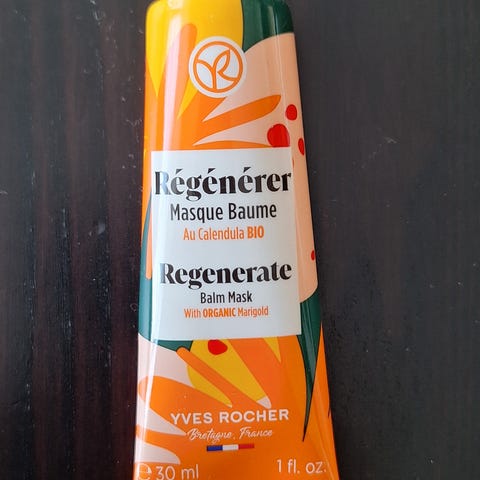 Régénérer
Masque Baume
Au Calendula BIO
Regenerate
Balm Mask
With ORGANIC Marigold
YVES ROCHER
Bretagne, France
℮ 30 ml 1 fl. oz.